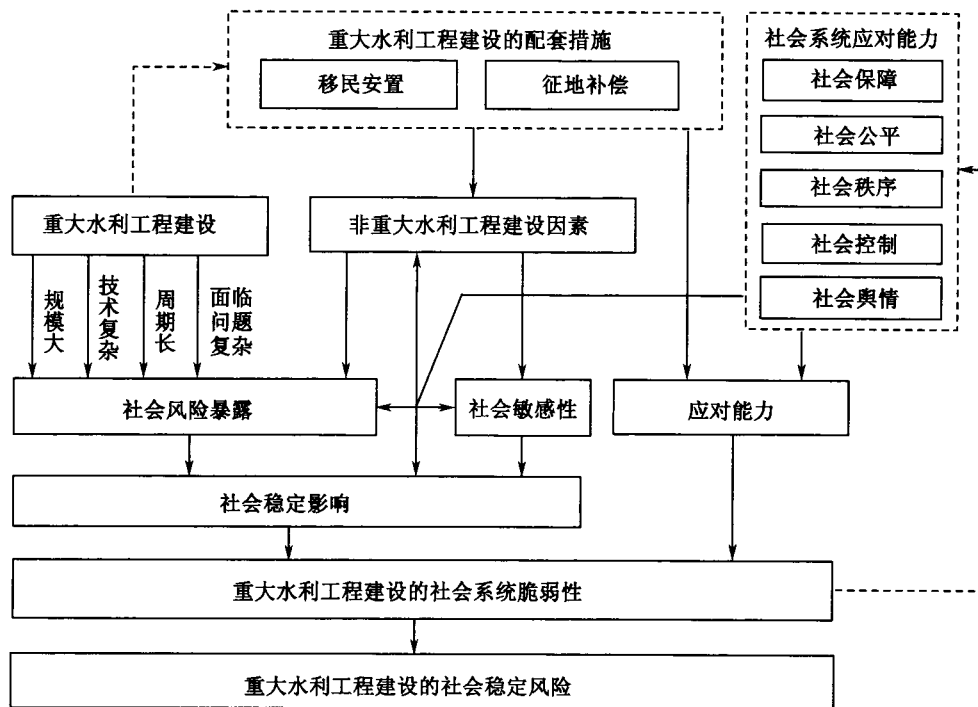 重大水利工程建设的配套措施
移民安置
征地补偿
社会系统应对能力
社会保障
社会公平
社会秩序
社会控制
社会舆情
重大水利工程建设
非重大水利工程建设因素
规模大
技术复杂
周期长
面临
问题
复杂
社会风险暴露
社会敏感性
应对能力
社会稳定影响
重大水利工程建设的社会系统脆弱性
重大水利工程建设的社会稳定风险